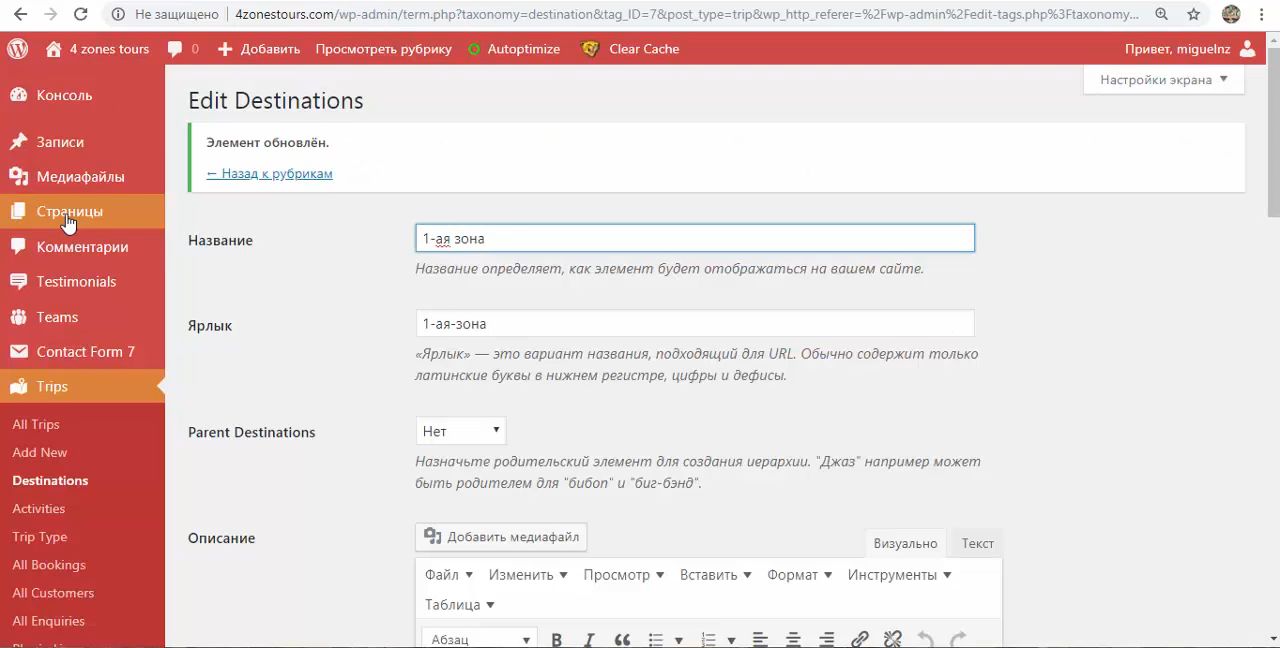 Не защищено
4zonestours.com/wp-admin/term.php?taxonomy=destination&tag_ID=7&post_type=trip&wp_http_referer=%2Fwp-admin%2Fedit-tags.php%3Ftaxonomy...
4 zones tours
0
Добавить
Просмотреть рубрику
Autoptimize
Clear Cache
Привет, miguelnz
Настройки экрана
Консоль
Записи
Медиафайлы
Страницы
Комментарии
Testimonials
Teams
Contact Form 7
Trips
All Trips
Add New
Destinations
Activities
Trip Type
All Bookings
All Customers
All Enquiries
Edit Destinations
Элемент обновлён.
← Назад к рубрикам
Название
1-ая зона
Название определяет, как элемент будет отображаться на вашем сайте.
Ярлык
1-ая-зона
«Ярлык» — это вариант названия, подходящий для URL. Обычно содержит только
латинские буквы в нижнем регистре, цифры и дефисы.
Parent Destinations
Нет
Назначьте родительский элемент для создания иерархии. "Джаз" например может
быть родителем для "бибоп" и "биг-бэнд".
Описание
Добавить медиафайл
Визуально
Текст
Файл
Изменить
Просмотр
Вставить
Формат
Инструменты
Таблица
Абзац
B
I